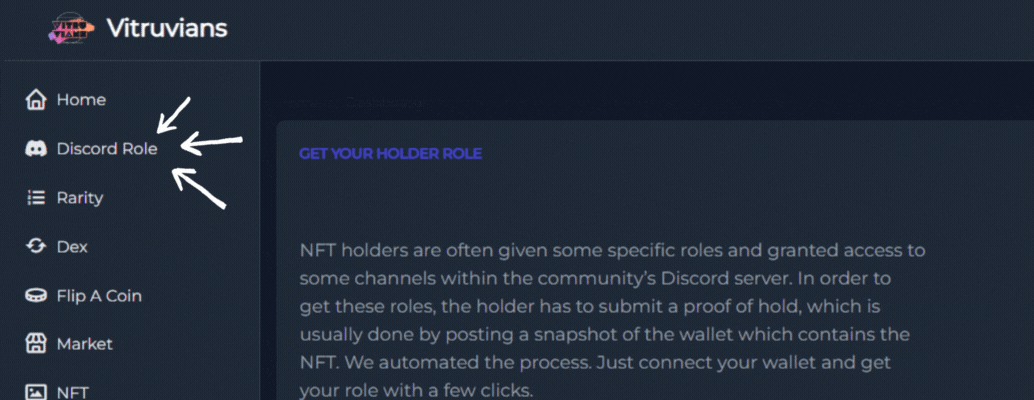 Vitruvians
Home
Discord Role
Rarity
Dex
Flip A Coin
Market
NFT
GET YOUR HOLDER ROLE
NFT holders are often given some specific roles and granted access to
some channels within the community’s Discord server. In order to
get these roles, the holder has to submit a proof of hold, which is
usually done by posting a snapshot of the wallet which contains the
NFT. We automated the process. Just connect your wallet and get
your role with a few clicks.